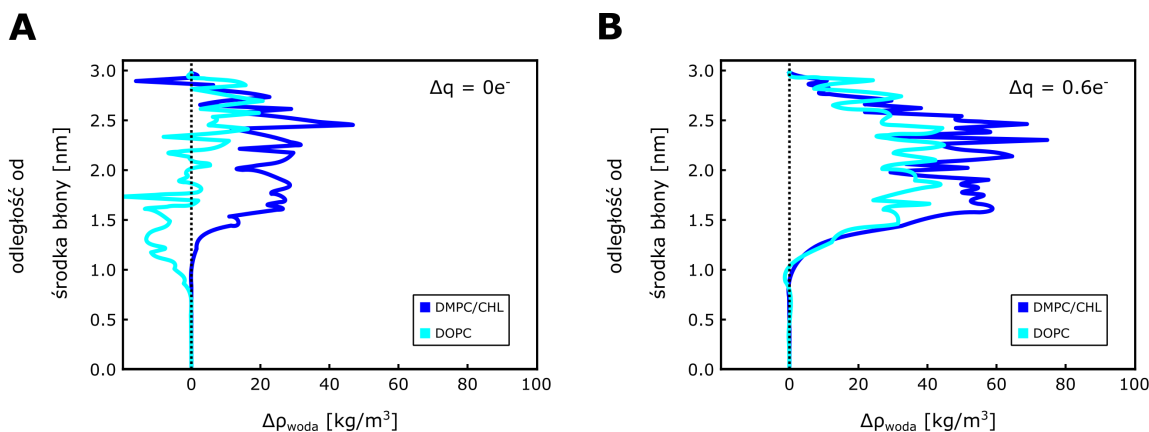 A
Δq = 0e⁻
odległość od
środka błony [nm]
3.0
2.5
2.0
1.5
1.0
0.5
0.0
DMPC/CHL
DOPC
0
20
40
60
80
100
Δρwoda [kg/m³]
B
Δq = 0.6e⁻
odległość od
środka błony [nm]
3.0
2.5
2.0
1.5
1.0
0.5
0.0
DMPC/CHL
DOPC
0
20
40
60
80
100
Δρwoda [kg/m³]